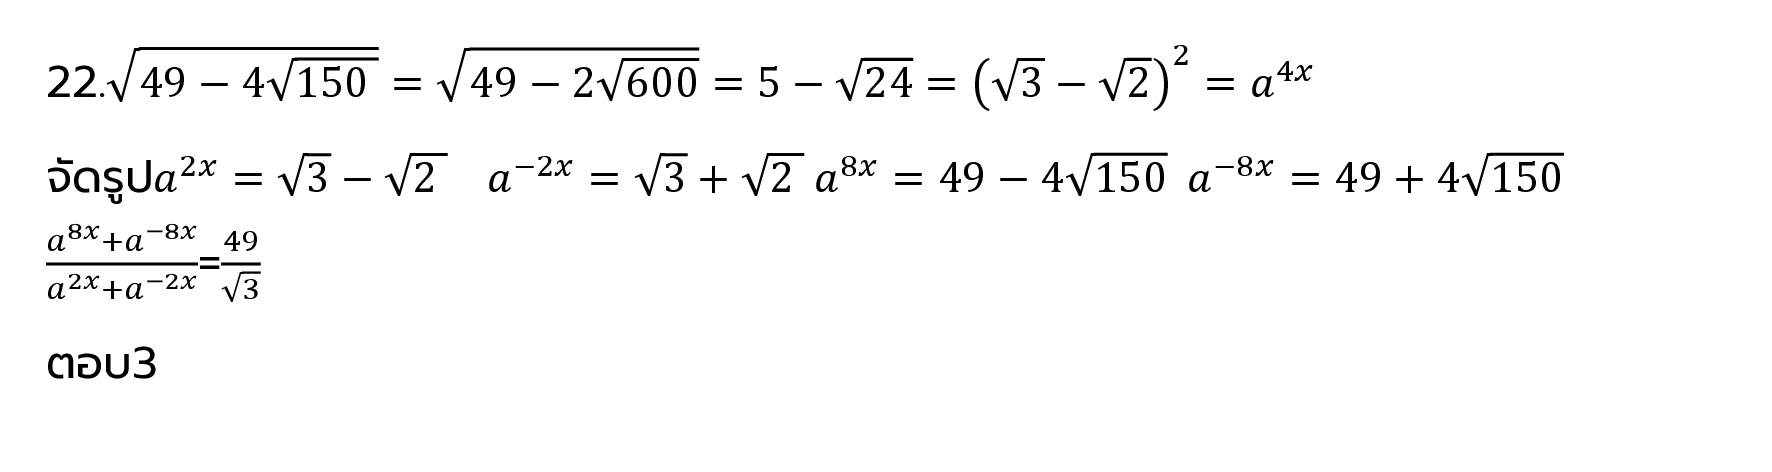 22.√(49 − 4√150) = √(49 − 2√600) = 5 − √24 = (√3 − √2)² = a^{4x}
จัดรูปa^{2x} = √3 − √2  a^{−2x} = √3 + √2 a^{8x} = 49 − 4√150 a^{−8x} = 49 + 4√150
(a^{8x}+a^{−8x})/(a^{2x}+a^{−2x})=49/√3
ตอบ3